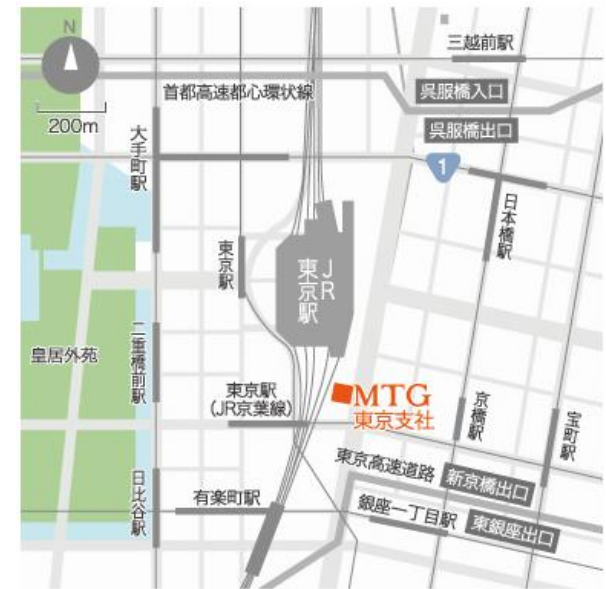 N
200m
三越前駅
首都高速都心環状線
呉服橋入口
呉服橋出口
大手町駅
1
日本橋駅
東京駅
JR
東京駅
皇居外苑
二重橋前駅
MTG
東京支社
東京駅
(JR京葉線)
京橋駅
宝町駅
東京高速道路
新京橋出口
日比谷駅
有楽町駅
銀座一丁目駅
東銀座出口